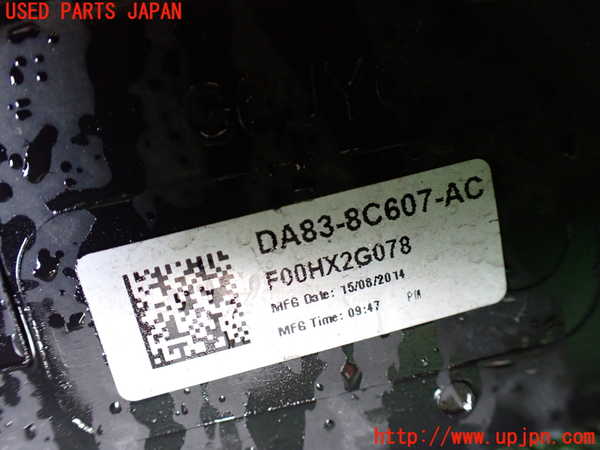 USED PARTS JAPAN
DA83-8C607-AC
F00HX2G078
MFG Date: 15/08/2014
MFG Time: 09:47 PM
http://www.upjpn.com/